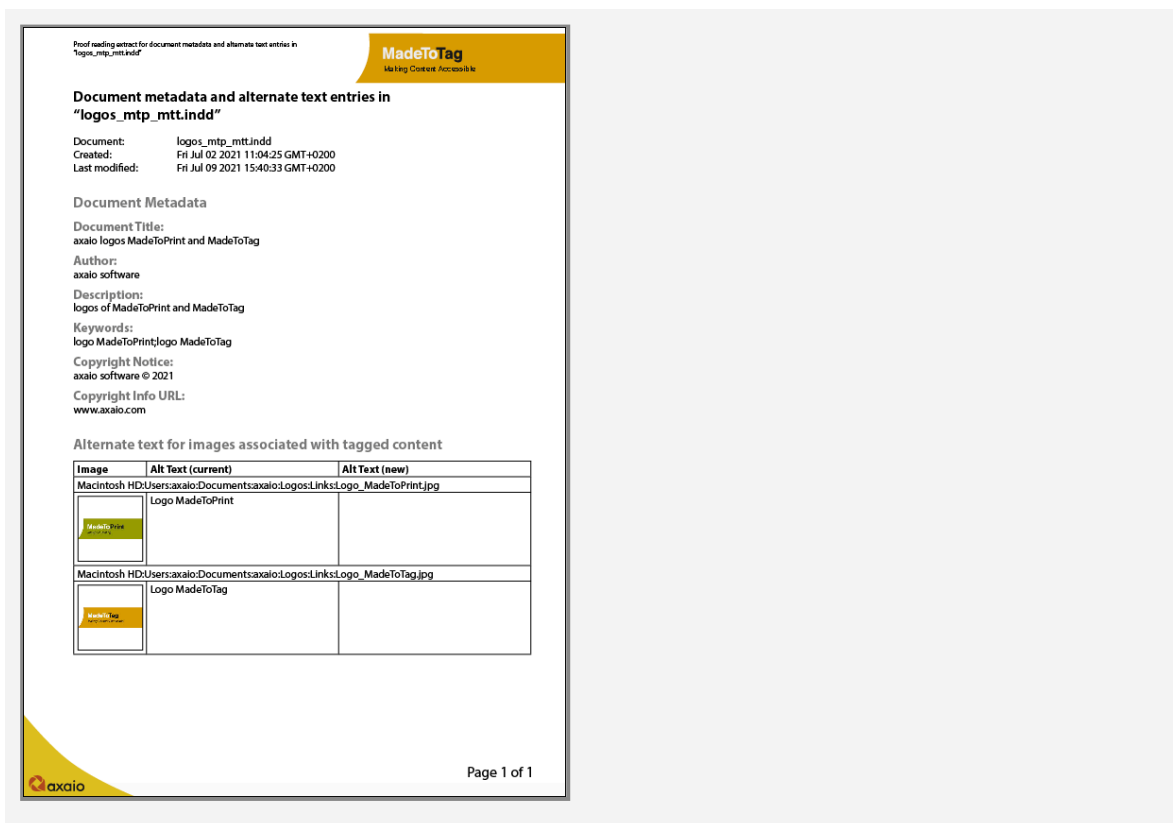 Proof reading extract for document metadata and alternate text entries in
"logos_mtp_mtt.indd"
MadeToTag
Making Content Accessible
Document metadata and alternate text entries in
“logos_mtp_mtt.indd”
Document: logos_mtp_mtt.indd
Created: Fri Jul 02 2021 11:04:25 GMT+0200
Last modified: Fri Jul 09 2021 15:40:33 GMT+0200
Document Metadata
Document Title:
axaio logos MadeToPrint and MadeToTag
Author:
axaio software
Description:
logos of MadeToPrint and MadeToTag
Keywords:
logo MadeToPrint;logo MadeToTag
Copyright Notice:
axaio software © 2021
Copyright Info URL:
www.axaio.com
Alternate text for images associated with tagged content
Image Alt Text (current) Alt Text (new)
Macintosh HD:Users:axaio:Documents:axaio:Logos:Links:Logo_MadeToPrint.jpg
Logo MadeToPrint
MadeToPrint
Macintosh HD:Users:axaio:Documents:axaio:Logos:Links:Logo_MadeToTag.jpg
Logo MadeToTag
MadeToTag
Page 1 of 1
axaio